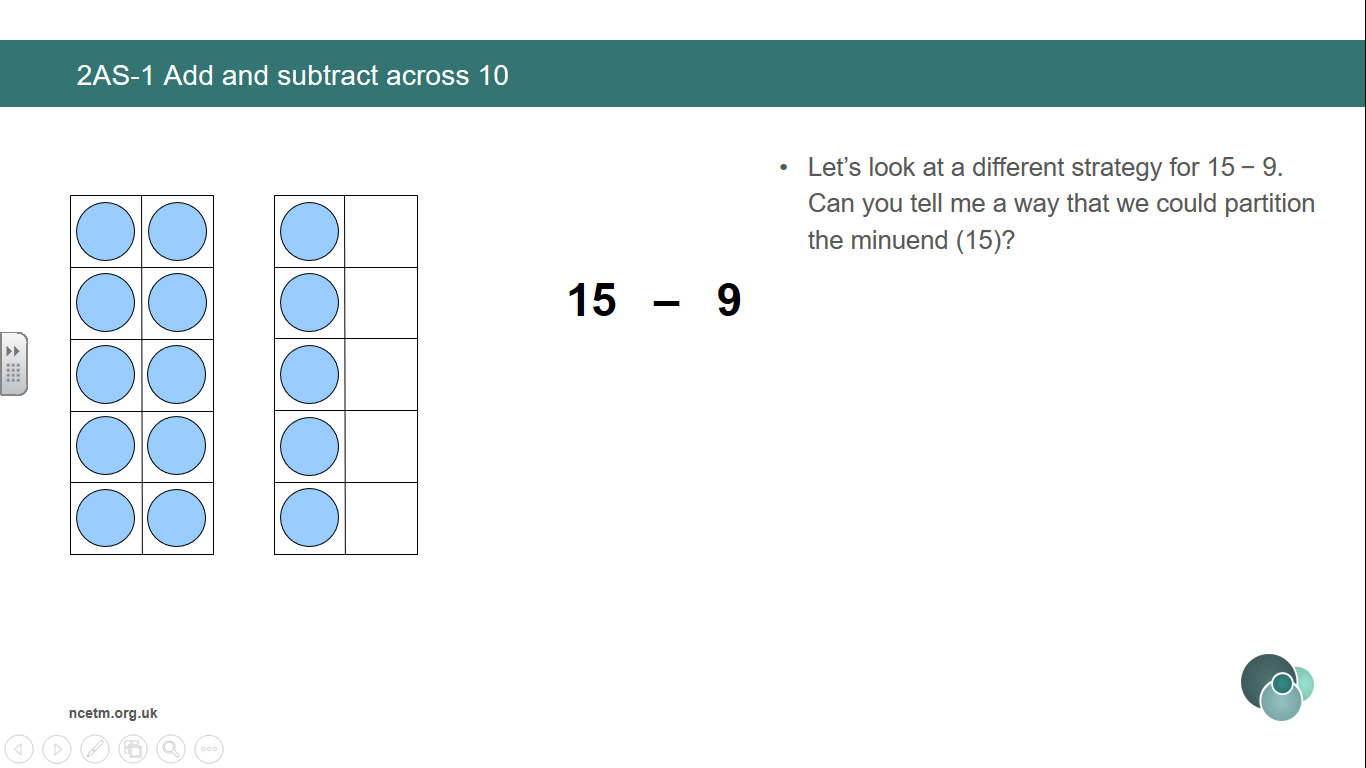 2AS-1 Add and subtract across 10
• Let’s look at a different strategy for 15 − 9.
Can you tell me a way that we could partition
the minuend (15)?
15 – 9
ncetm.org.uk